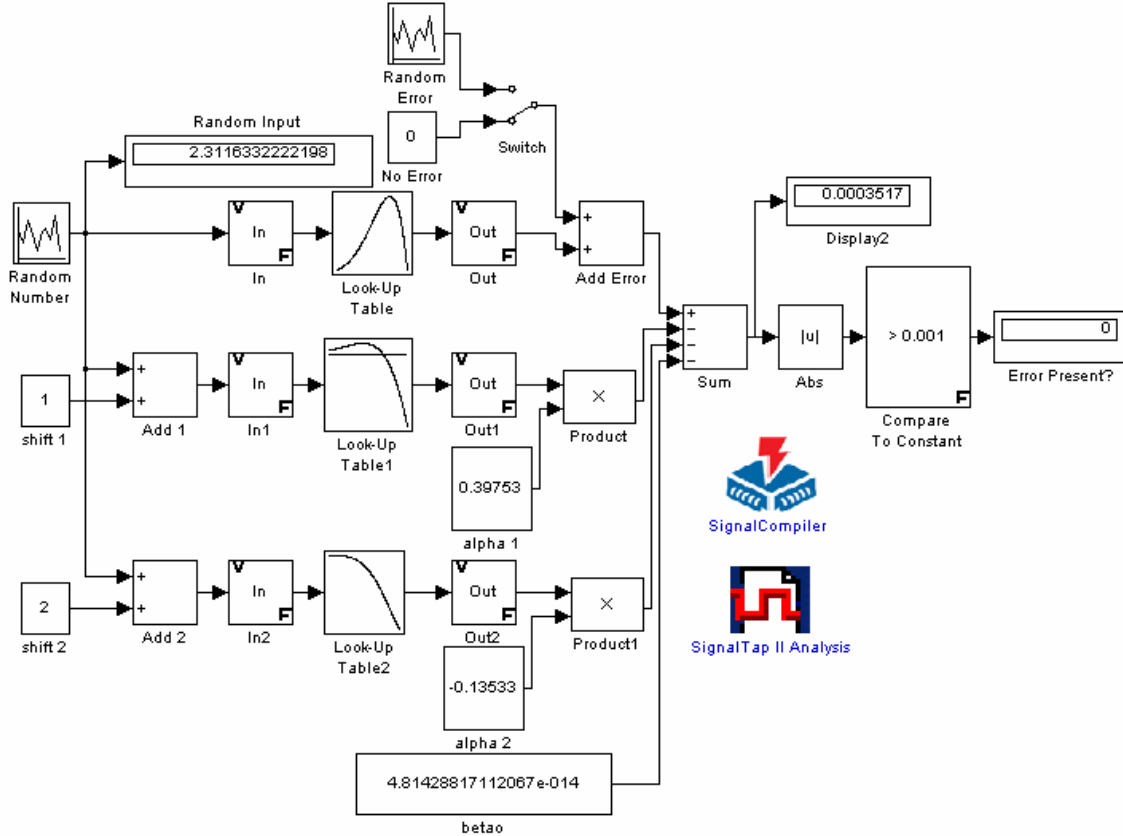 Random
Error
Random Input
2.3116332222198
0
No Error
Switch
Random
Number
V
In
F
In
Look-Up
Table
V
Out
F
Out
+
+
Add Error
0.0003517
Display2
+
−
−
−
Sum
|u|
Abs
> 0.001
F
Compare
To Constant
0
Error Present?
1
shift 1
+
+
Add 1
V
In
F
In1
Look-Up
Table1
V
Out
F
Out1
×
Product
0.39753
alpha 1
SignalCompiler
2
shift 2
+
+
Add 2
V
In
F
In2
Look-Up
Table2
V
Out
F
Out2
×
Product1
SignalTap II Analysis
-0.13533
alpha 2
4.81428817112067e-014
betao